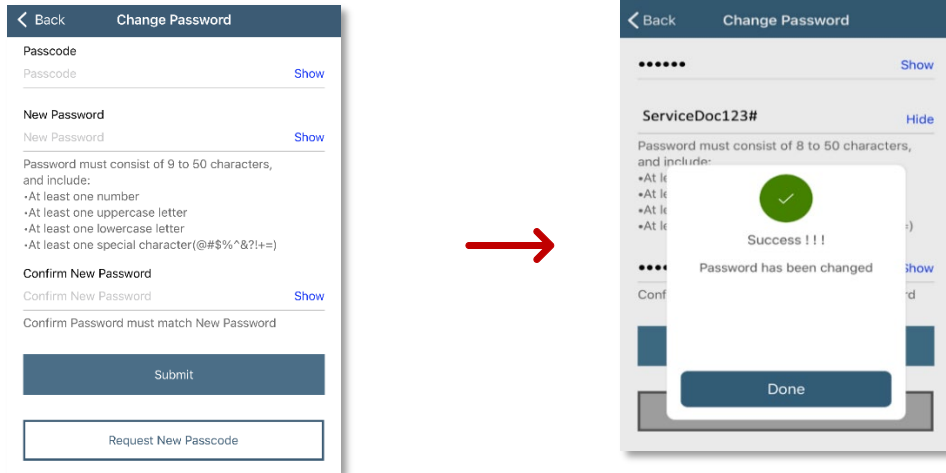 Back Change Password
Passcode
Passcode Show
New Password
New Password Show
Password must consist of 9 to 50 characters,
and include:
•At least one number
•At least one uppercase letter
•At least one lowercase letter
•At least one special character(@#$%^&?!+=)
Confirm New Password
Confirm New Password Show
Confirm Password must match New Password
Submit
Request New Passcode
Back Change Password
•••••• Show
ServiceDoc123# Hide
Password must consist of 8 to 50 characters,
and include:
Success ! ! !
Password has been changed
Show
Done